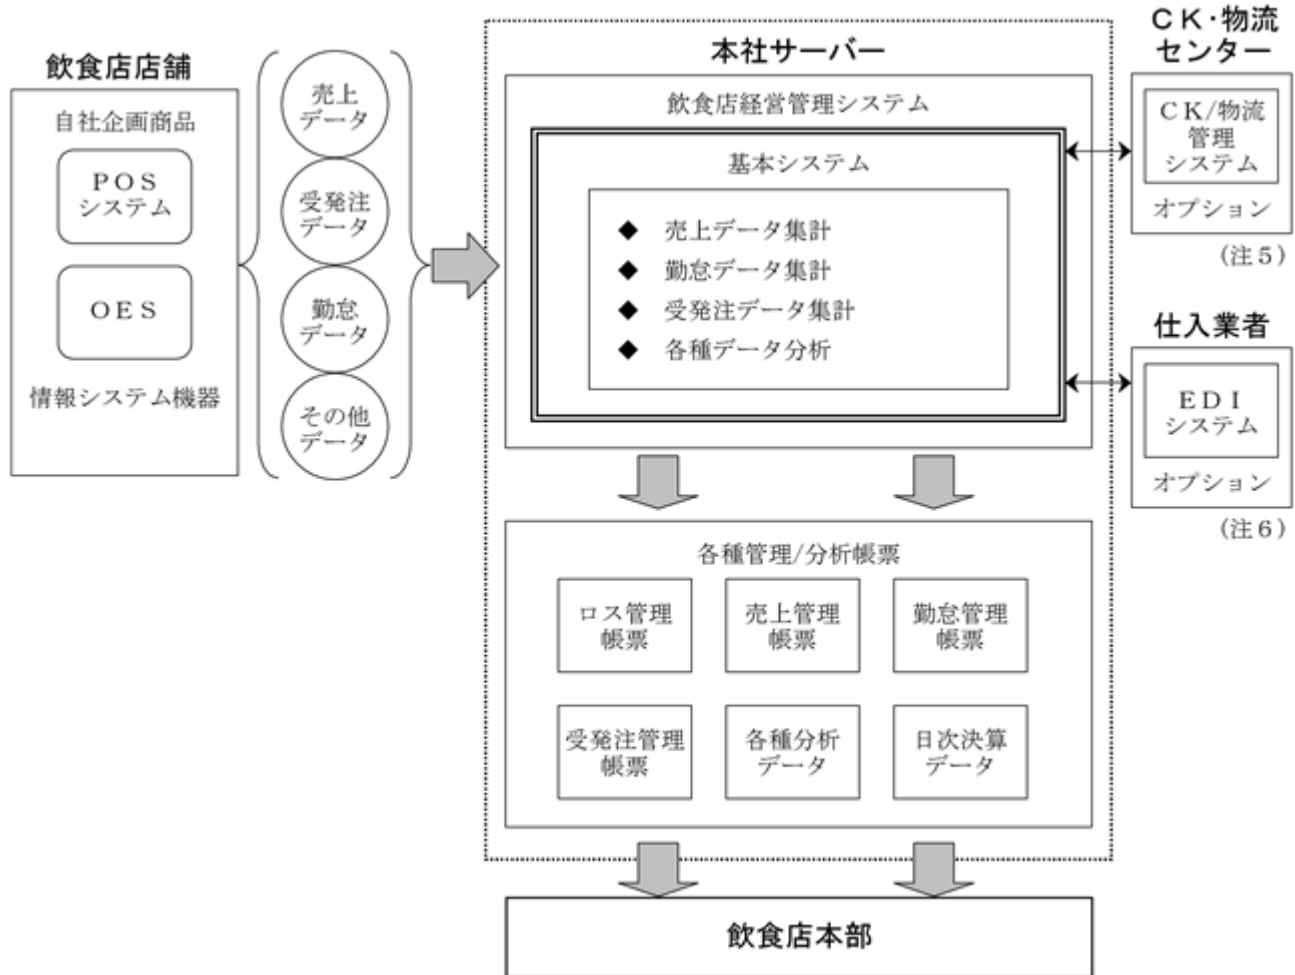 飲食店店舗
自社企画商品
ＰＯＳ
システム
ＯＥＳ
情報システム機器
売上
データ
受発注
データ
勤怠
データ
その他
データ
本社サーバー
飲食店経営管理システム
基本システム
◆ 売上データ集計
◆ 勤怠データ集計
◆ 受発注データ集計
◆ 各種データ分析
ＣＫ・物流
センター
ＣＫ/物流
管理
システム
オプション
(注５)
仕入業者
ＥＤＩ
システム
オプション
(注６)
各種管理/分析帳票
ロス管理
帳票
売上管理
帳票
勤怠管理
帳票
受発注管理
帳票
各種分析
データ
日次決算
データ
飲食店本部